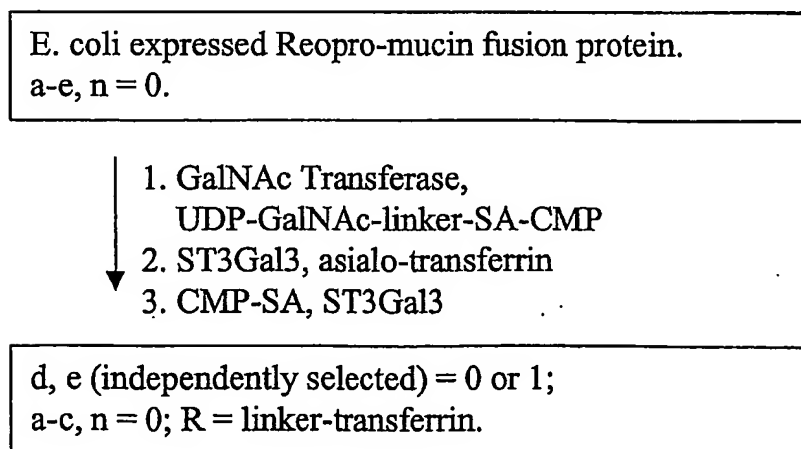 E. coli expressed Reopro-mucin fusion protein.
a-e, n = 0.
1. GalNAc Transferase,
UDP-GalNAc-linker-SA-CMP
2. ST3Gal3, asialo-transferrin
3. CMP-SA, ST3Gal3
d, e (independently selected) = 0 or 1;
a-c, n = 0; R = linker-transferrin.